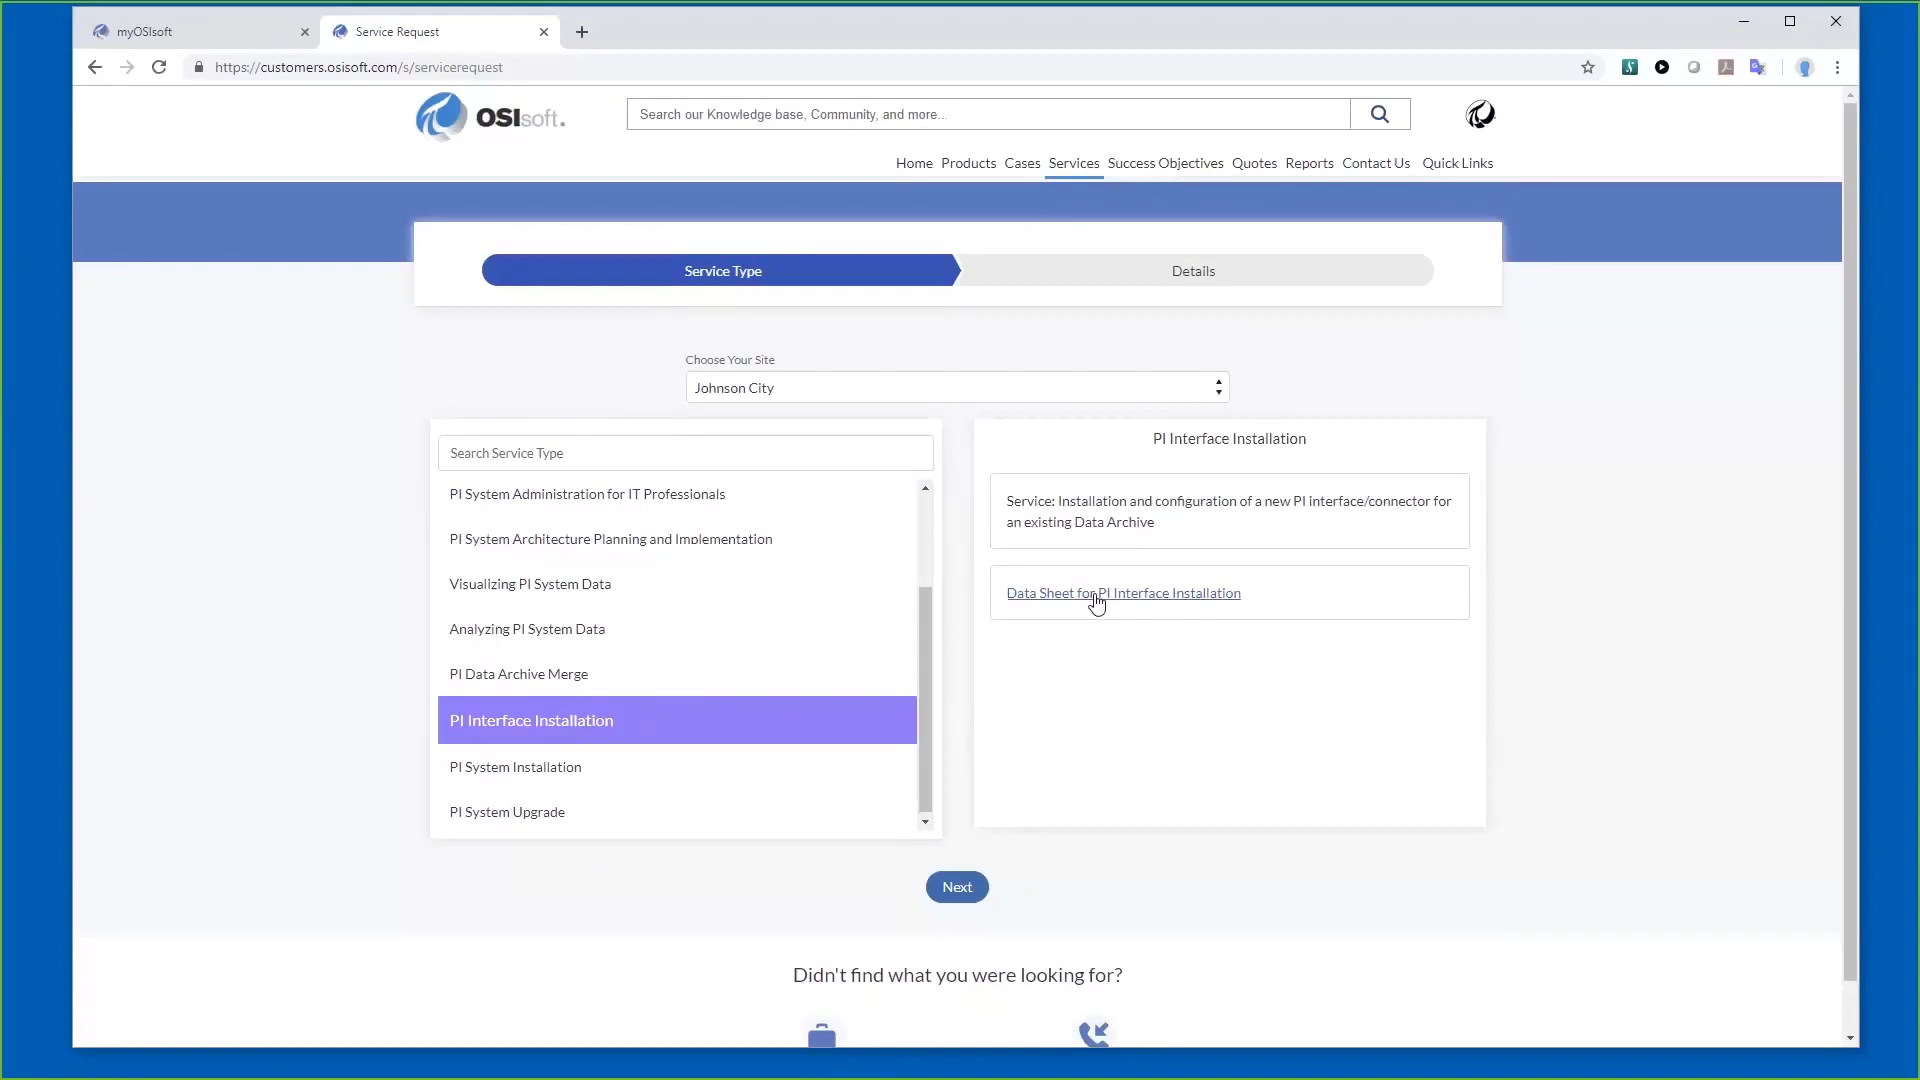 myOSIsoft
Service Request
https://customers.osisoft.com/s/servicerequest
OSIsoft.
Search our Knowledge base, Community, and more...
Home Products Cases Services Success Objectives Quotes Reports Contact Us Quick Links
Service Type
Details
Choose Your Site
Johnson City
Search Service Type
PI System Administration for IT Professionals
PI System Architecture Planning and Implementation
Visualizing PI System Data
Analyzing PI System Data
PI Data Archive Merge
PI Interface Installation
PI System Installation
PI System Upgrade
PI Interface Installation
Service: Installation and configuration of a new PI interface/connector for
an existing Data Archive
Data Sheet for PI Interface Installation
Next
Didn't find what you were looking for?